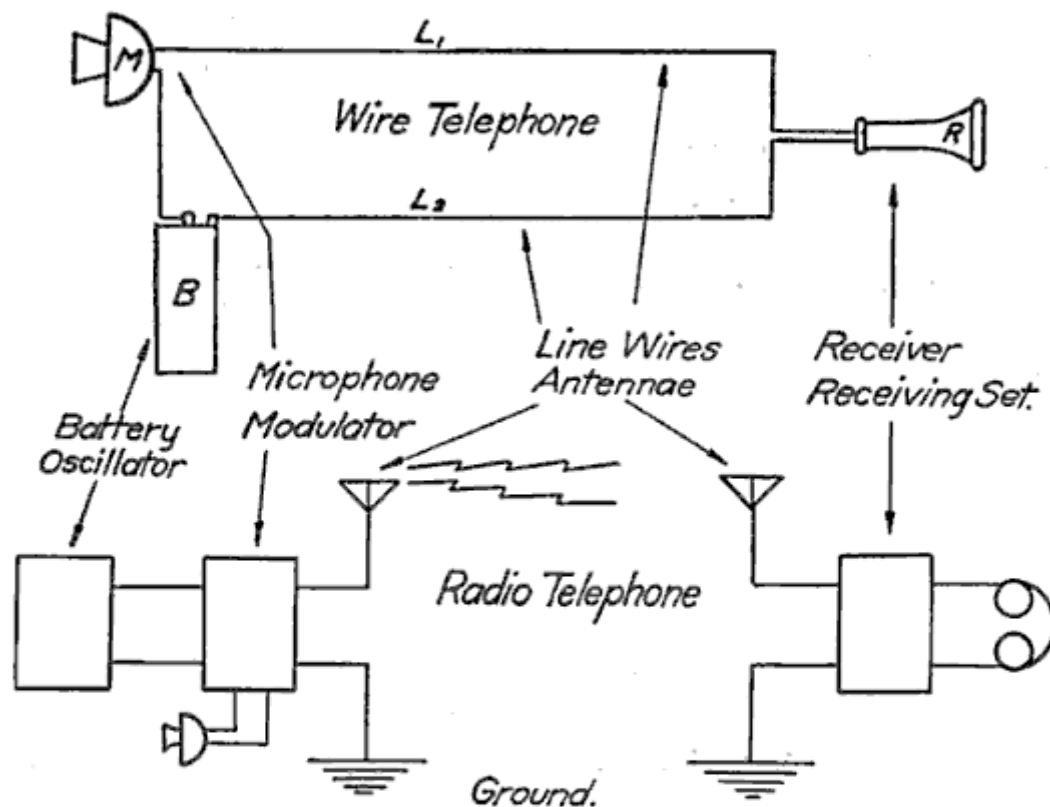 L₁
M
Wire Telephone
R
L₂
B
Line Wires
Antennae
Receiver
Receiving Set.
Microphone
Modulator
Battery
Oscillator
Radio Telephone
Ground.